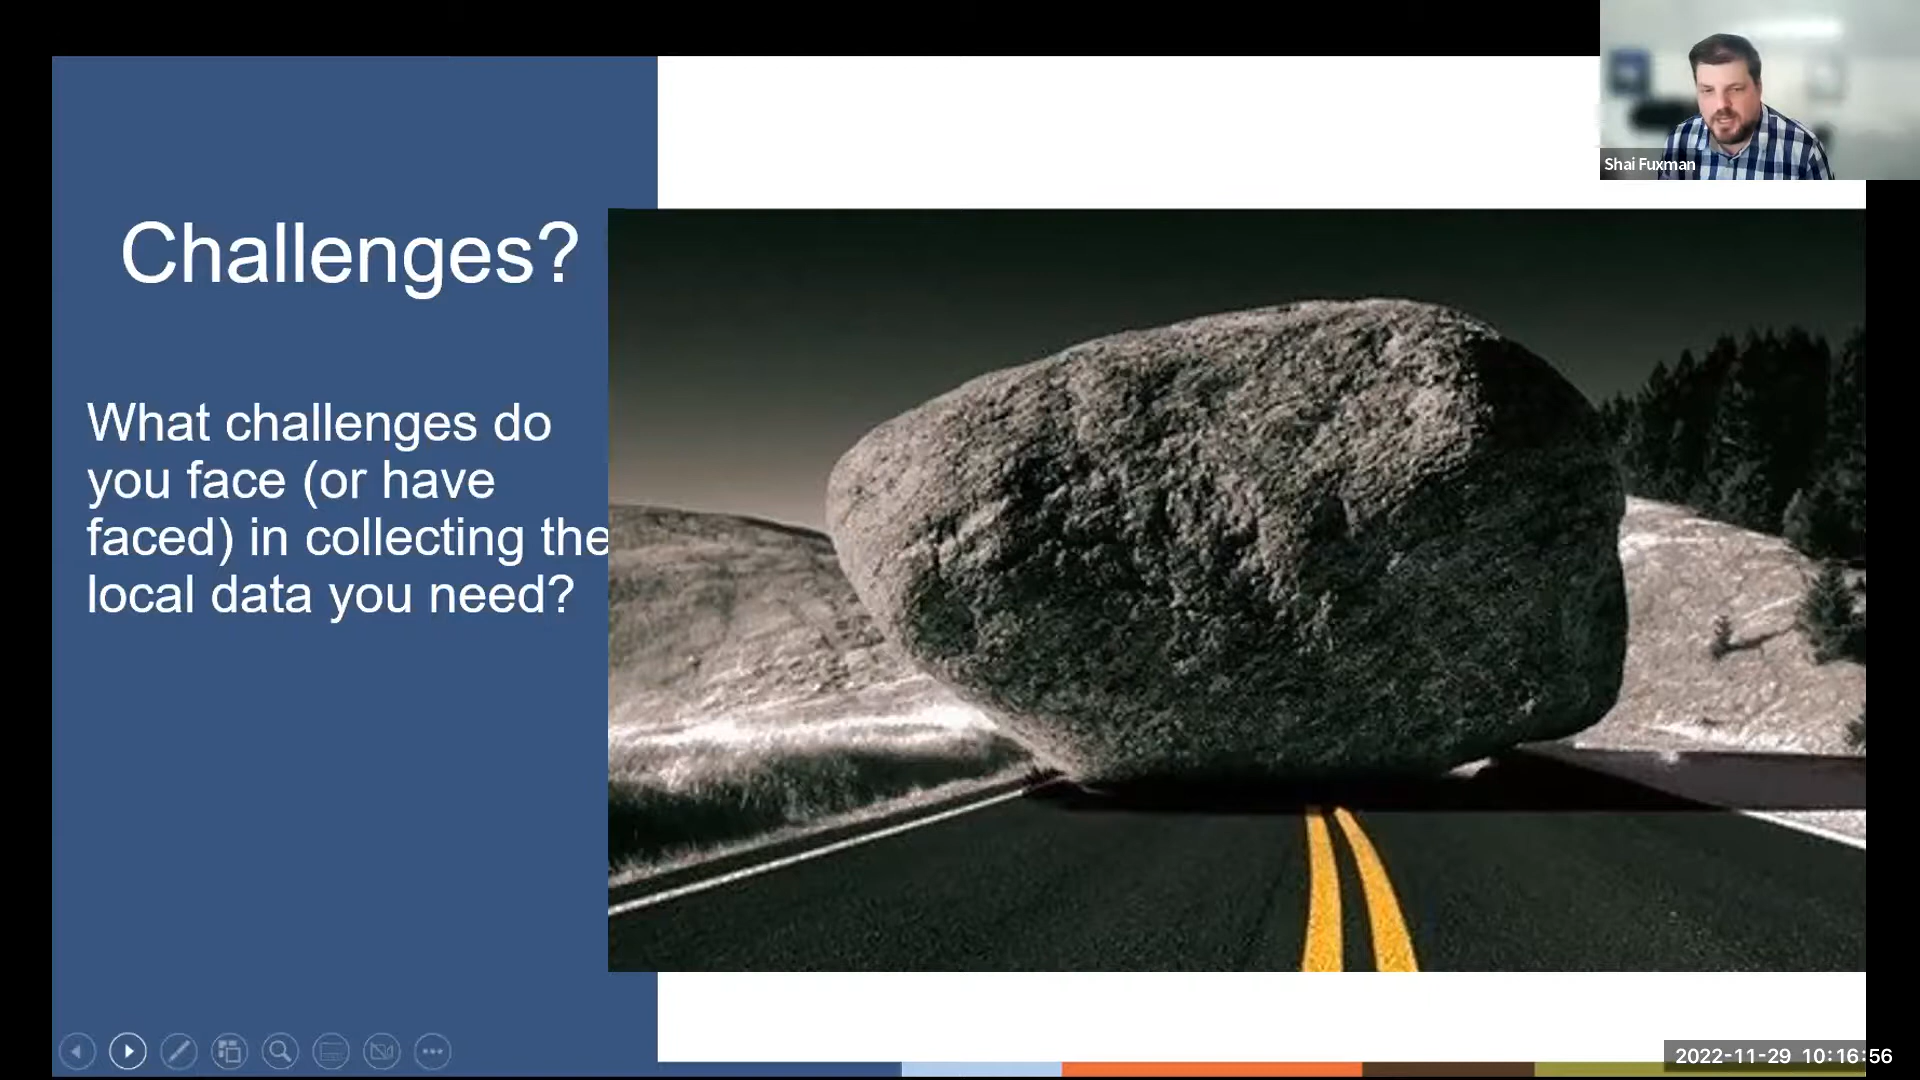 Shai Fuxman
Challenges?
What challenges do
you face (or have
faced) in collecting the
local data you need?
2022-11-29 10:16:56